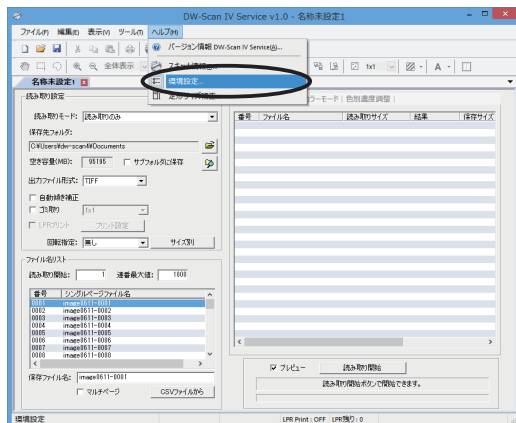 DW-Scan IV Service v1.0 - 名称未設定1
ファイル(F) 編集(E) 表示(V) ツール(T) ヘルプ(H)
バージョン情報 DW-Scan IV Service(A)...
全体表示
1x1
A
環境設定...
名称未設定1
読み取り設定
カラーモード | 色別濃度調整 |
読み取りモード: 読み取りのみ
番号 ファイル名 読み取りサイズ 結果 保存サイズ
保存先フォルダ:
C:¥Users¥dw-scan4¥Documents
空き容量(MB): 95195 サブフォルダに保存
出力ファイル形式: TIFF
自動傾き補正
ゴミ取り 1x1
LPRプリント プリント設定
回転指定: 無し サイズ別
ファイル名リスト
読み取り開始: 1 連番最大値: 1000
番号 シングルページファイル名
0001 image0611-0001
0002 image0611-0002
0003 image0611-0003
0004 image0611-0004
0005 image0611-0005
0006 image0611-0006
0007 image0611-0007
0008 image0611-0008
保存ファイル名: image0611-0001
マルチページ CSVファイルから
プレビュー 読み取り開始
読み取り開始ボタンで開始できます。
環境設定
LPR Print : OFF LPR残り : 0